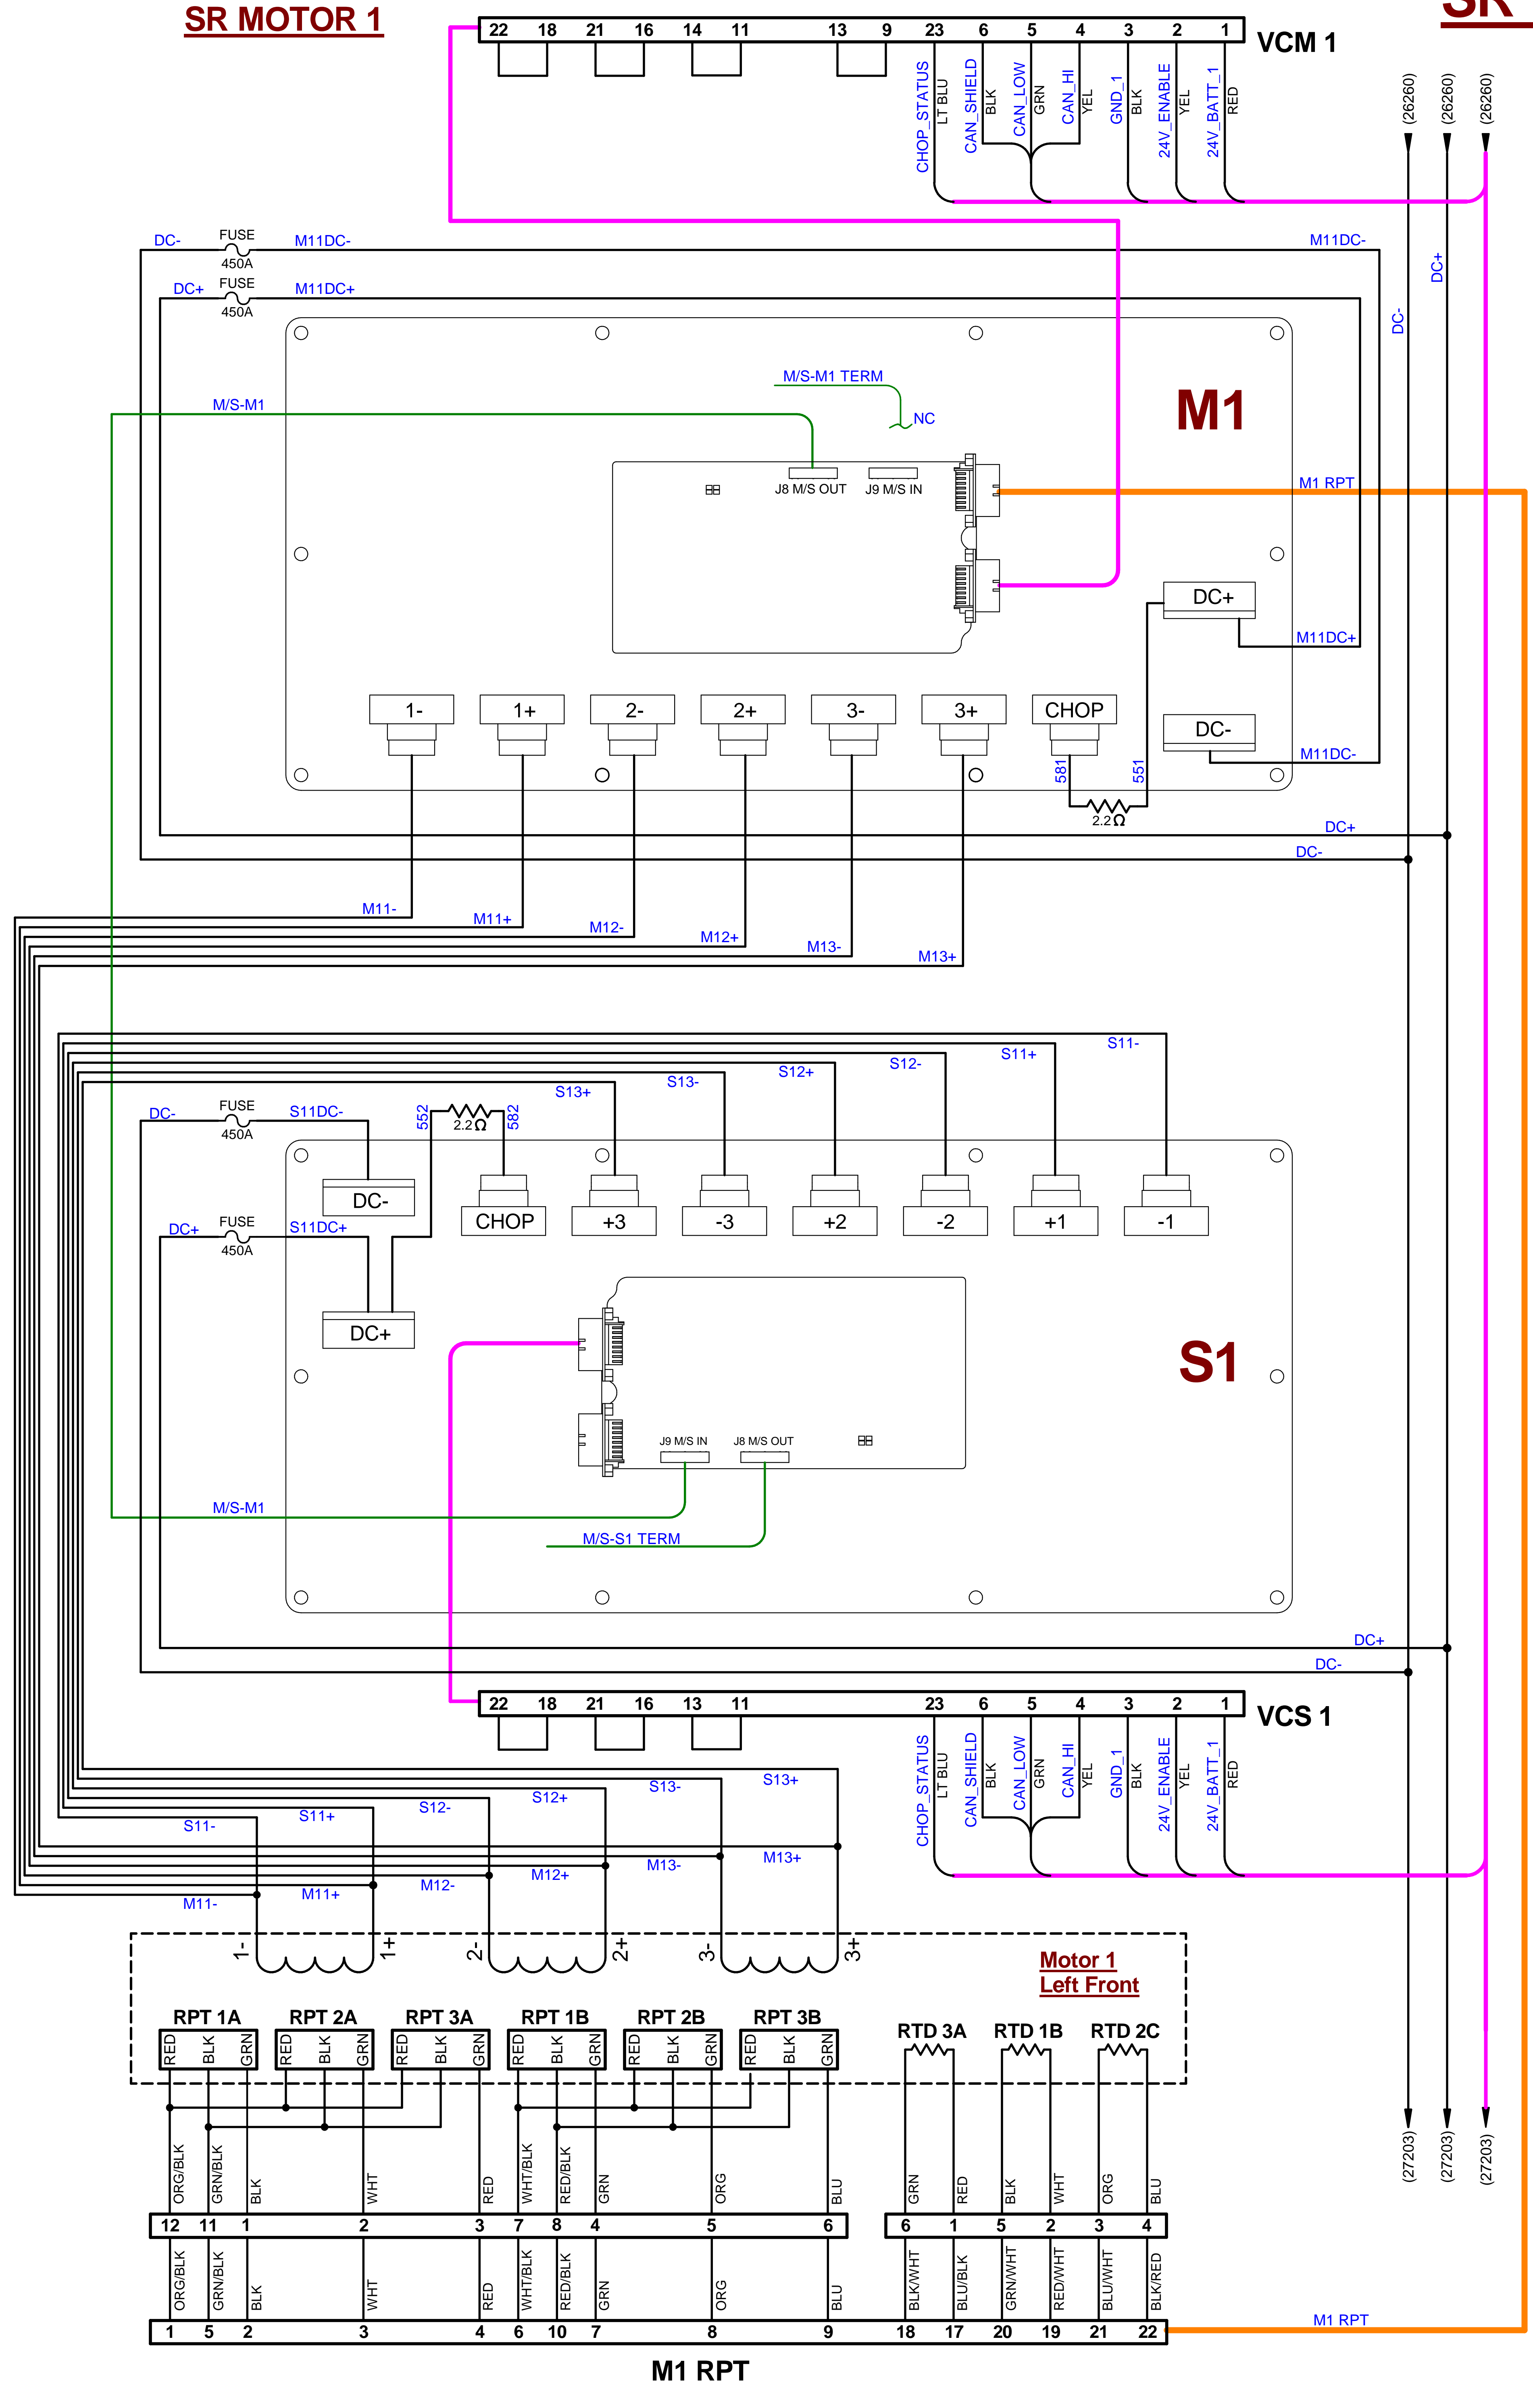 SR MOTOR 1
SR
22 18 21 16 14 11 13 9 23 6 5 4 3 2 1
VCM 1
CHOP_STATUS
LT BLU
CAN_SHIELD
BLK
CAN_LOW
GRN
CAN_HI
YEL
GND_1
BLK
24V_ENABLE
YEL
24V_BATT_1
RED
(26260)
(26260)
(26260)
DC- FUSE M11DC- M11DC-
450A
DC+ FUSE M11DC+
450A
DC+
DC-
M/S-M1 TERM
M/S-M1
NC
M1
J8 M/S OUT J9 M/S IN
M1 RPT
DC+
M11DC+
1- 1+ 2- 2+ 3- 3+ CHOP
DC-
M11DC-
581
551
2.2Ω
DC+
DC-
M11-
M11+
M12-
M12+
M13-
M13+
S11-
S11+
S12-
S12+
S13-
S13+
DC- FUSE S11DC-
450A
552
2.2Ω
582
DC-
CHOP +3 -3 +2 -2 +1 -1
DC+ FUSE S11DC+
450A
DC+
S1
J9 M/S IN J8 M/S OUT
M/S-M1
M/S-S1 TERM
DC+
DC-
22 18 21 16 13 11 23 6 5 4 3 2 1
VCS 1
CHOP_STATUS
LT BLU
CAN_SHIELD
BLK
CAN_LOW
GRN
CAN_HI
YEL
GND_1
BLK
24V_ENABLE
YEL
24V_BATT_1
RED
S13+
S13-
S12+
S12-
S11+
S11-
M13+
M13-
M12+
M12-
M11+
M11-
1- 1+ 2- 2+ 3- 3+
Motor 1
Left Front
RPT 1A RPT 2A RPT 3A RPT 1B RPT 2B RPT 3B
RTD 3A RTD 1B RTD 2C
RED BLK GRN RED BLK GRN RED BLK GRN RED BLK GRN RED BLK GRN RED BLK GRN
ORG/BLK GRN/BLK BLK WHT RED WHT/BLK RED/BLK GRN ORG BLU GRN RED BLK WHT ORG BLU
(27203)
(27203)
(27203)
12 11 1 2 3 7 8 4 5 6 6 1 5 2 3 4
ORG/BLK GRN/BLK BLK WHT RED WHT/BLK RED/BLK GRN ORG BLU BLK/WHT BLU/BLK GRN/WHT RED/WHT BLU/WHT BLK/RED
1 5 2 3 4 6 10 7 8 9 18 17 20 19 21 22
M1 RPT
M1 RPT